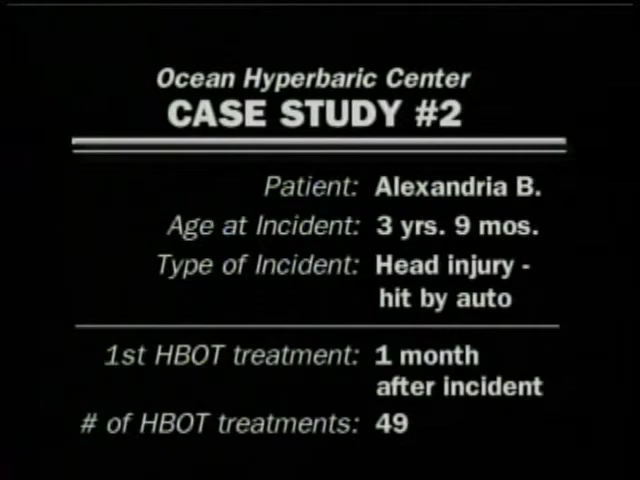 Ocean Hyperbaric Center
CASE STUDY #2
Patient: Alexandria B.
Age at Incident: 3 yrs. 9 mos.
Type of Incident: Head injury -
hit by auto
1st HBOT treatment: 1 month
after incident
# of HBOT treatments: 49